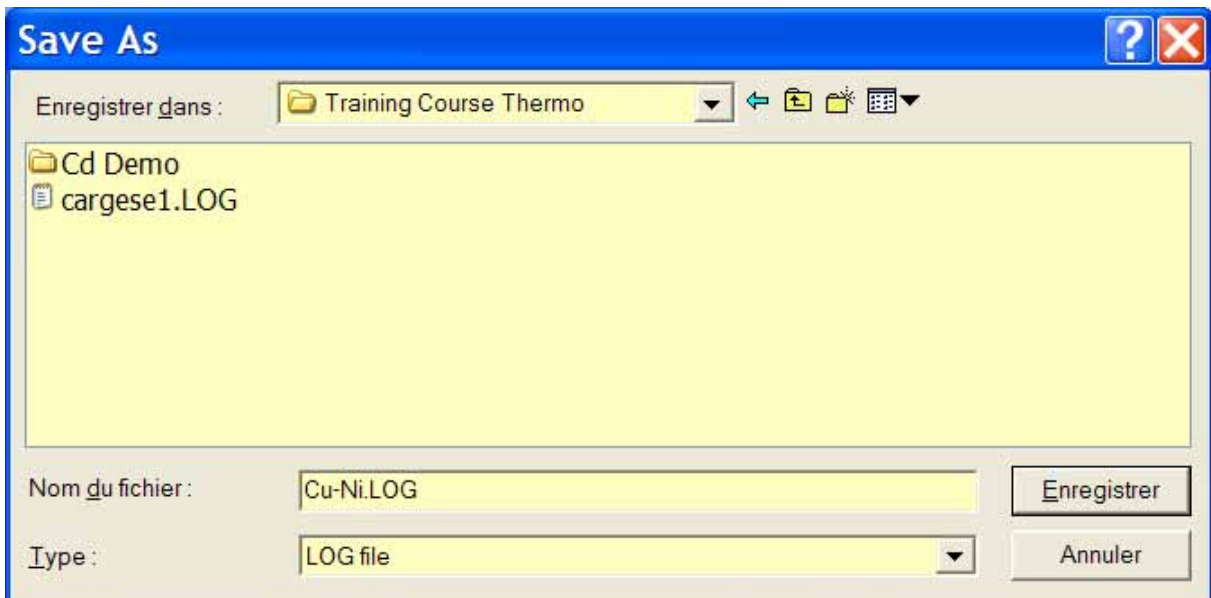 Save As
Enregistrer dans : Training Course Thermo
Cd Demo
cargese1.LOG
Nom du fichier : Cu-Ni.LOG Enregistrer
Type : LOG file Annuler